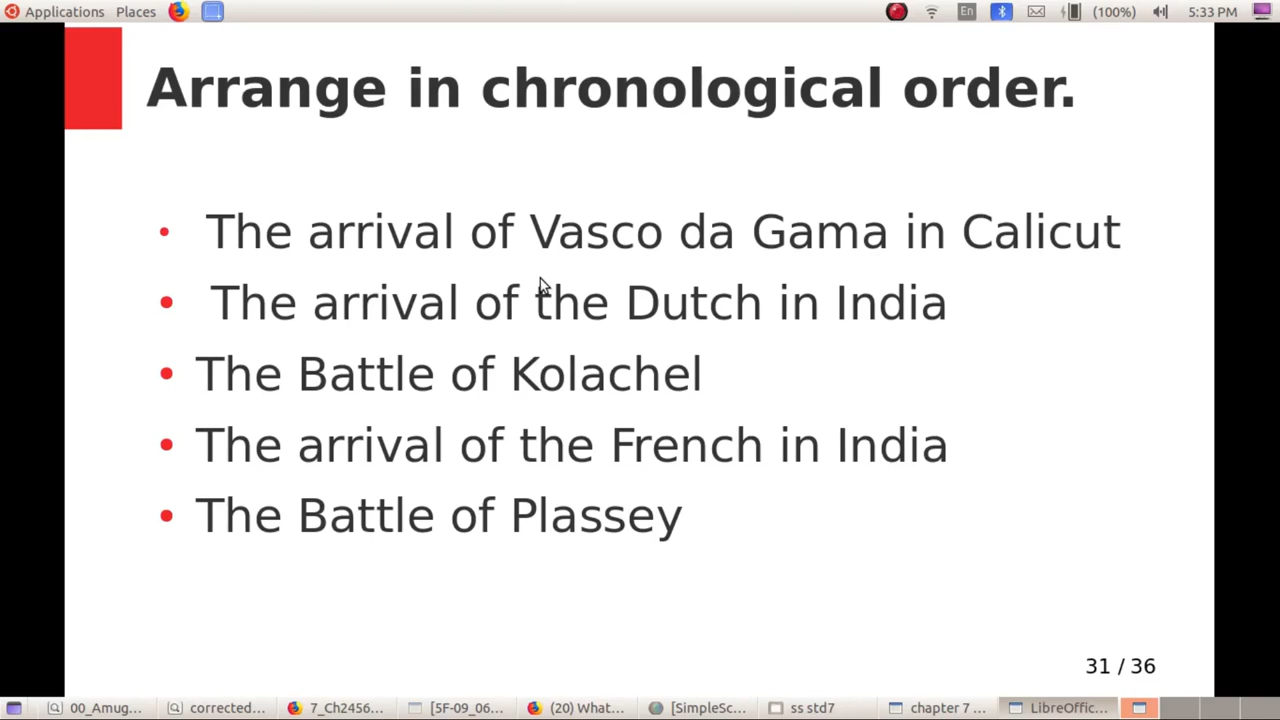 Applications Places En (100%) 5:33 PM
Arrange in chronological order.
• The arrival of Vasco da Gama in Calicut
• The arrival of the Dutch in India
• The Battle of Kolachel
• The arrival of the French in India
• The Battle of Plassey
31 / 36
00_Amug... corrected... 7_Ch2456... [5F-09_06... (20) What... [SimpleSc... ss std7 chapter 7 ... LibreOffic...